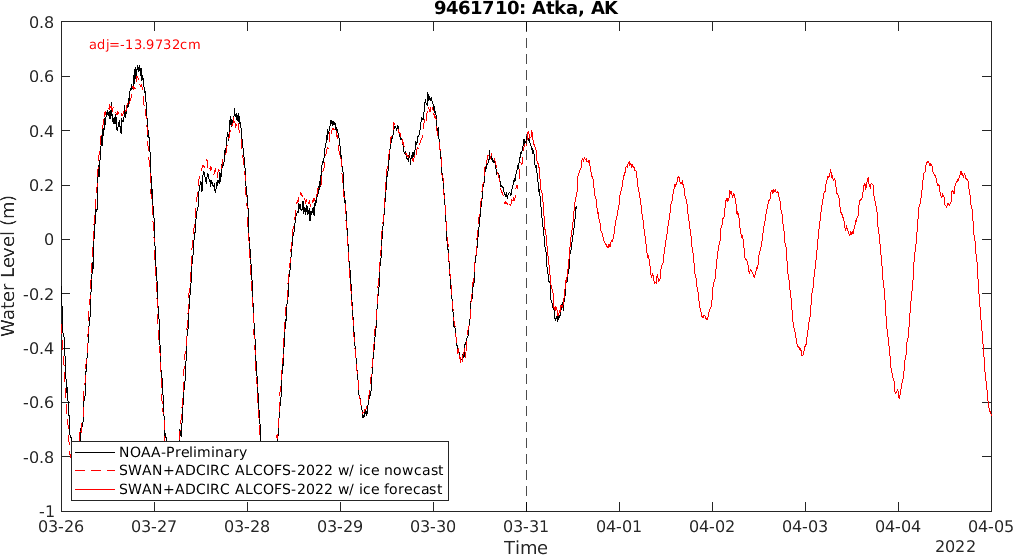 9461710: Atka, AK
adj=-13.9732cm
Water Level (m)
0.8
0.6
0.4
0.2
0
-0.2
-0.4
-0.6
-0.8
-1
NOAA-Preliminary
SWAN+ADCIRC ALCOFS-2022 w/ ice nowcast
SWAN+ADCIRC ALCOFS-2022 w/ ice forecast
03-26 03-27 03-28 03-29 03-30 03-31 04-01 04-02 04-03 04-04 04-05
Time
2022